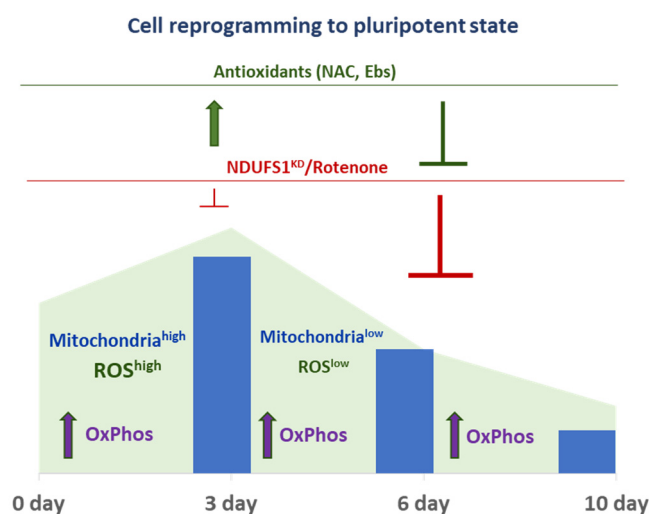 Cell reprogramming to pluripotent state
Antioxidants (NAC, Ebs)
NDUFS1KD/Rotenone
Mitochondriahigh
ROShigh
Mitochondrialow
ROSlow
OxPhos
OxPhos
OxPhos
0 day
3 day
6 day
10 day